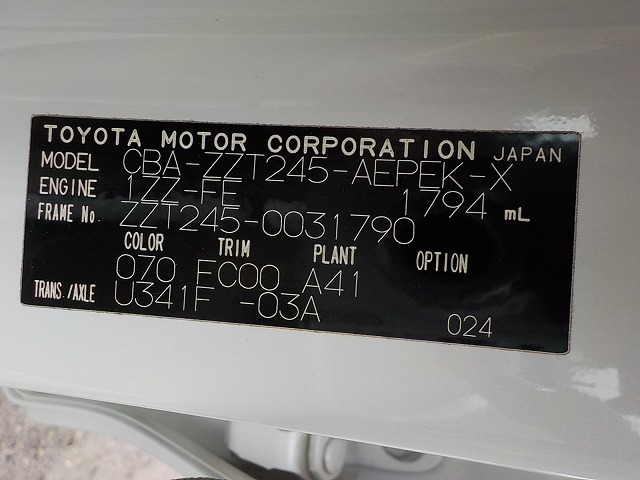 TOYOTA MOTOR CORPORATION JAPAN
MODEL CBA-ZZT245-AEPEK-X
ENGINE 1ZZ-FE 1794 mL
FRAME No. ZZT245-0031790
COLOR TRIM PLANT OPTION
070 FC00 A41
TRANS./AXLE U341F -03A
024